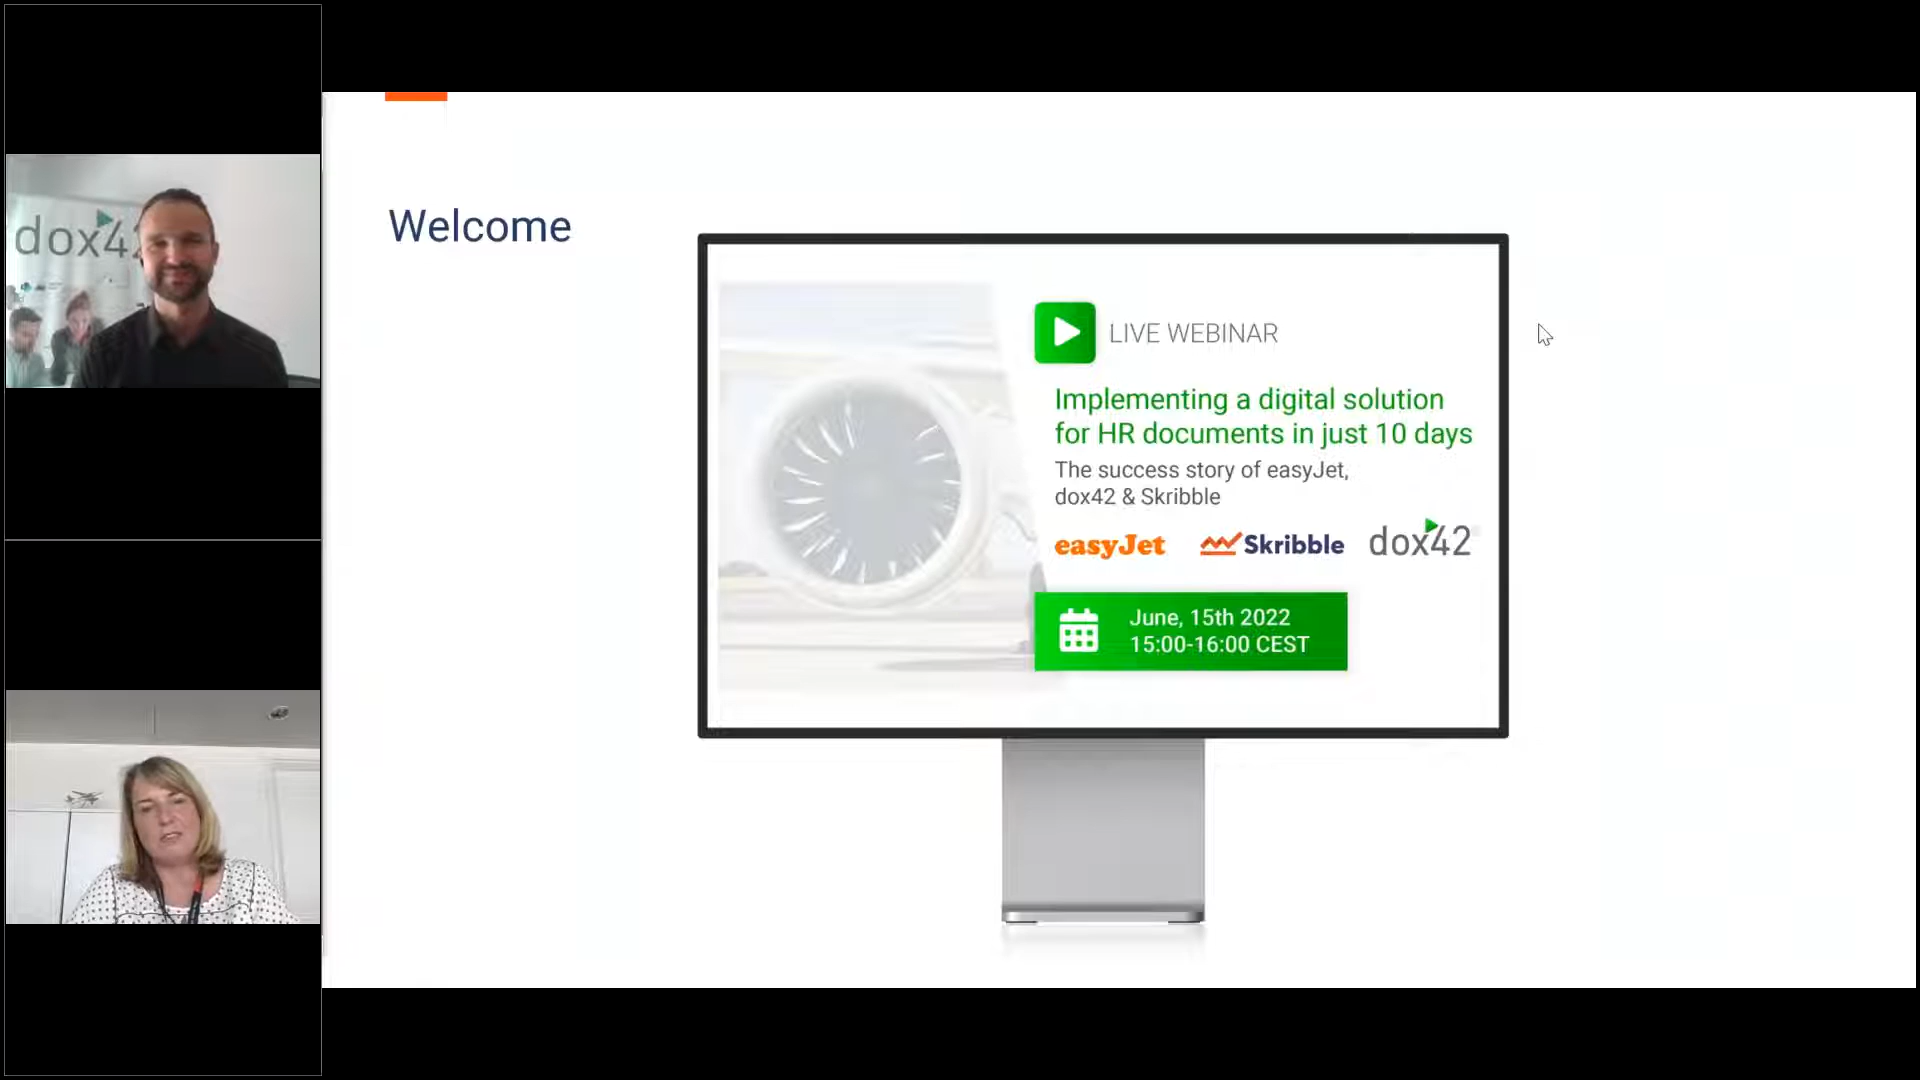 dox42
Welcome
LIVE WEBINAR
Implementing a digital solution
for HR documents in just 10 days
The success story of easyJet,
dox42 & Skribble
easyJet Skribble dox42
June, 15th 2022
15:00-16:00 CEST